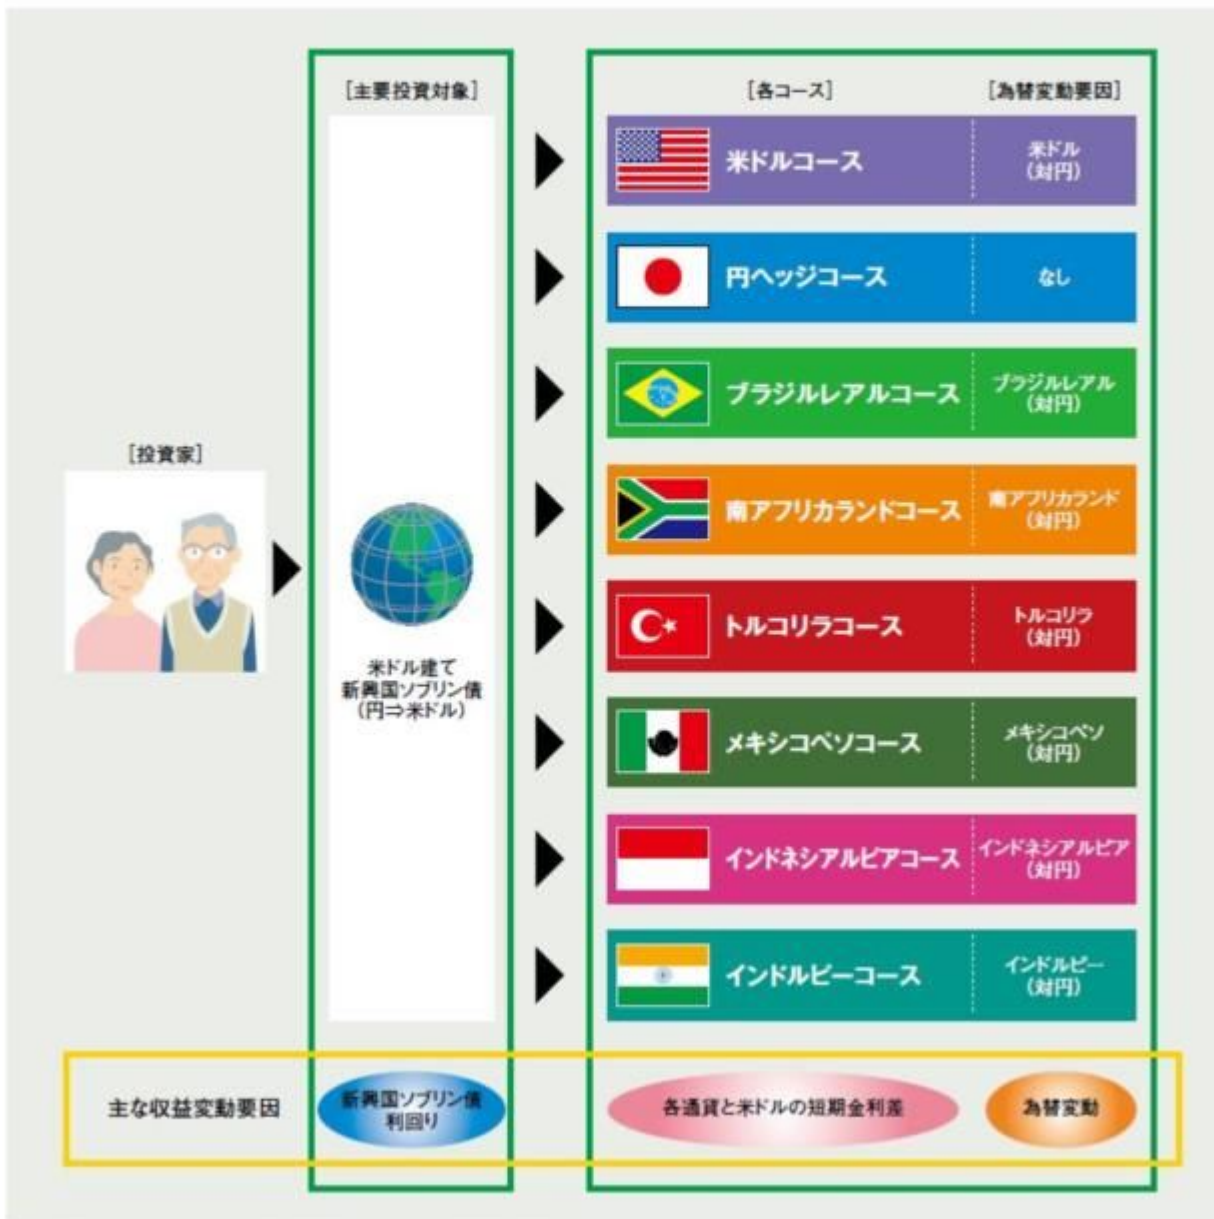 [主要投資対象]
[各コース]
[為替変動要因]
米ドルコース
米ドル
(対円)
円ヘッジコース
なし
ブラジルレアルコース
ブラジルレアル
(対円)
[投資家]
南アフリカランドコース
南アフリカランド
(対円)
トルコリラコース
トルコリラ
(対円)
米ドル建て
新興国ソブリン債
(円⇒米ドル)
メキシコペソコース
メキシコペソ
(対円)
インドネシアルピアコース
インドネシアルピア
(対円)
インドルピーコース
インドルピー
(対円)
主な収益変動要因
新興国ソブリン債
利回り
各通貨と米ドルの短期金利差
為替変動